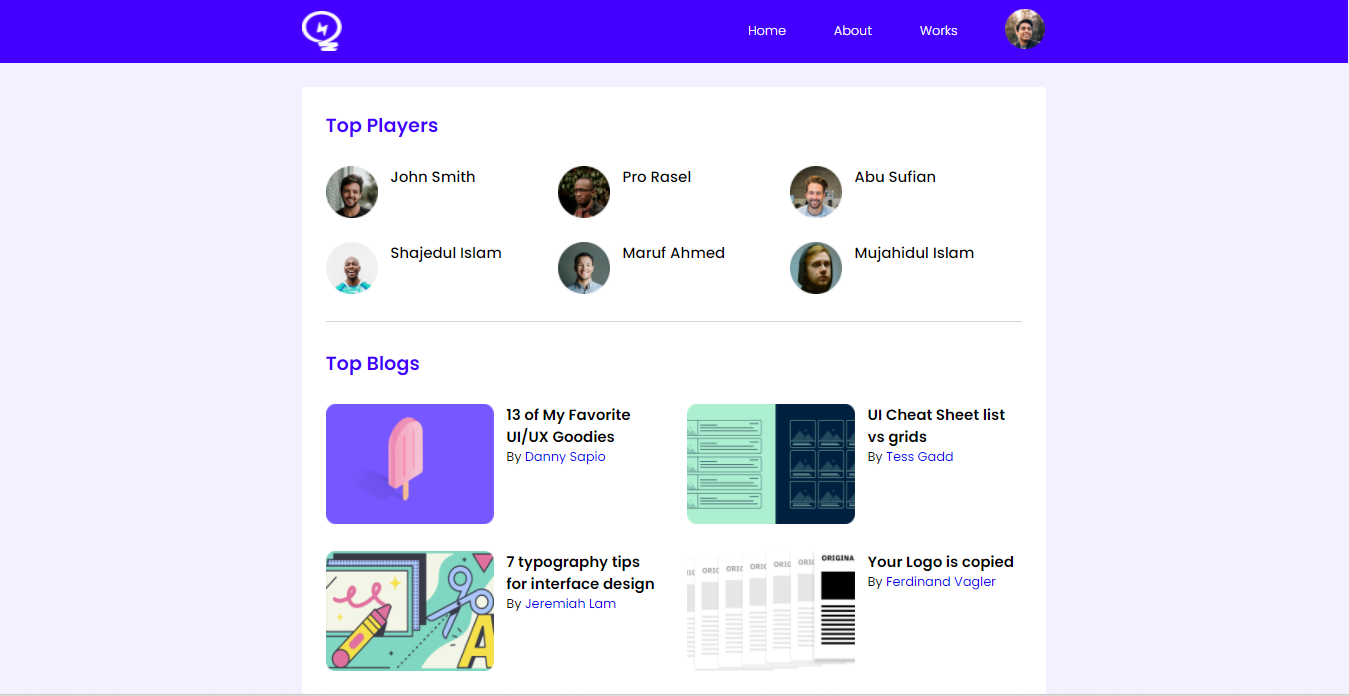 Home About Works
Top Players
John Smith
Pro Rasel
Abu Sufian
Shajedul Islam
Maruf Ahmed
Mujahidul Islam
Top Blogs
13 of My Favorite
UI/UX Goodies
By Danny Sapio
UI Cheat Sheet list
vs grids
By Tess Gadd
7 typography tips
for interface design
By Jeremiah Lam
A
ORIGINA
Your Logo is copied
By Ferdinand Vagler